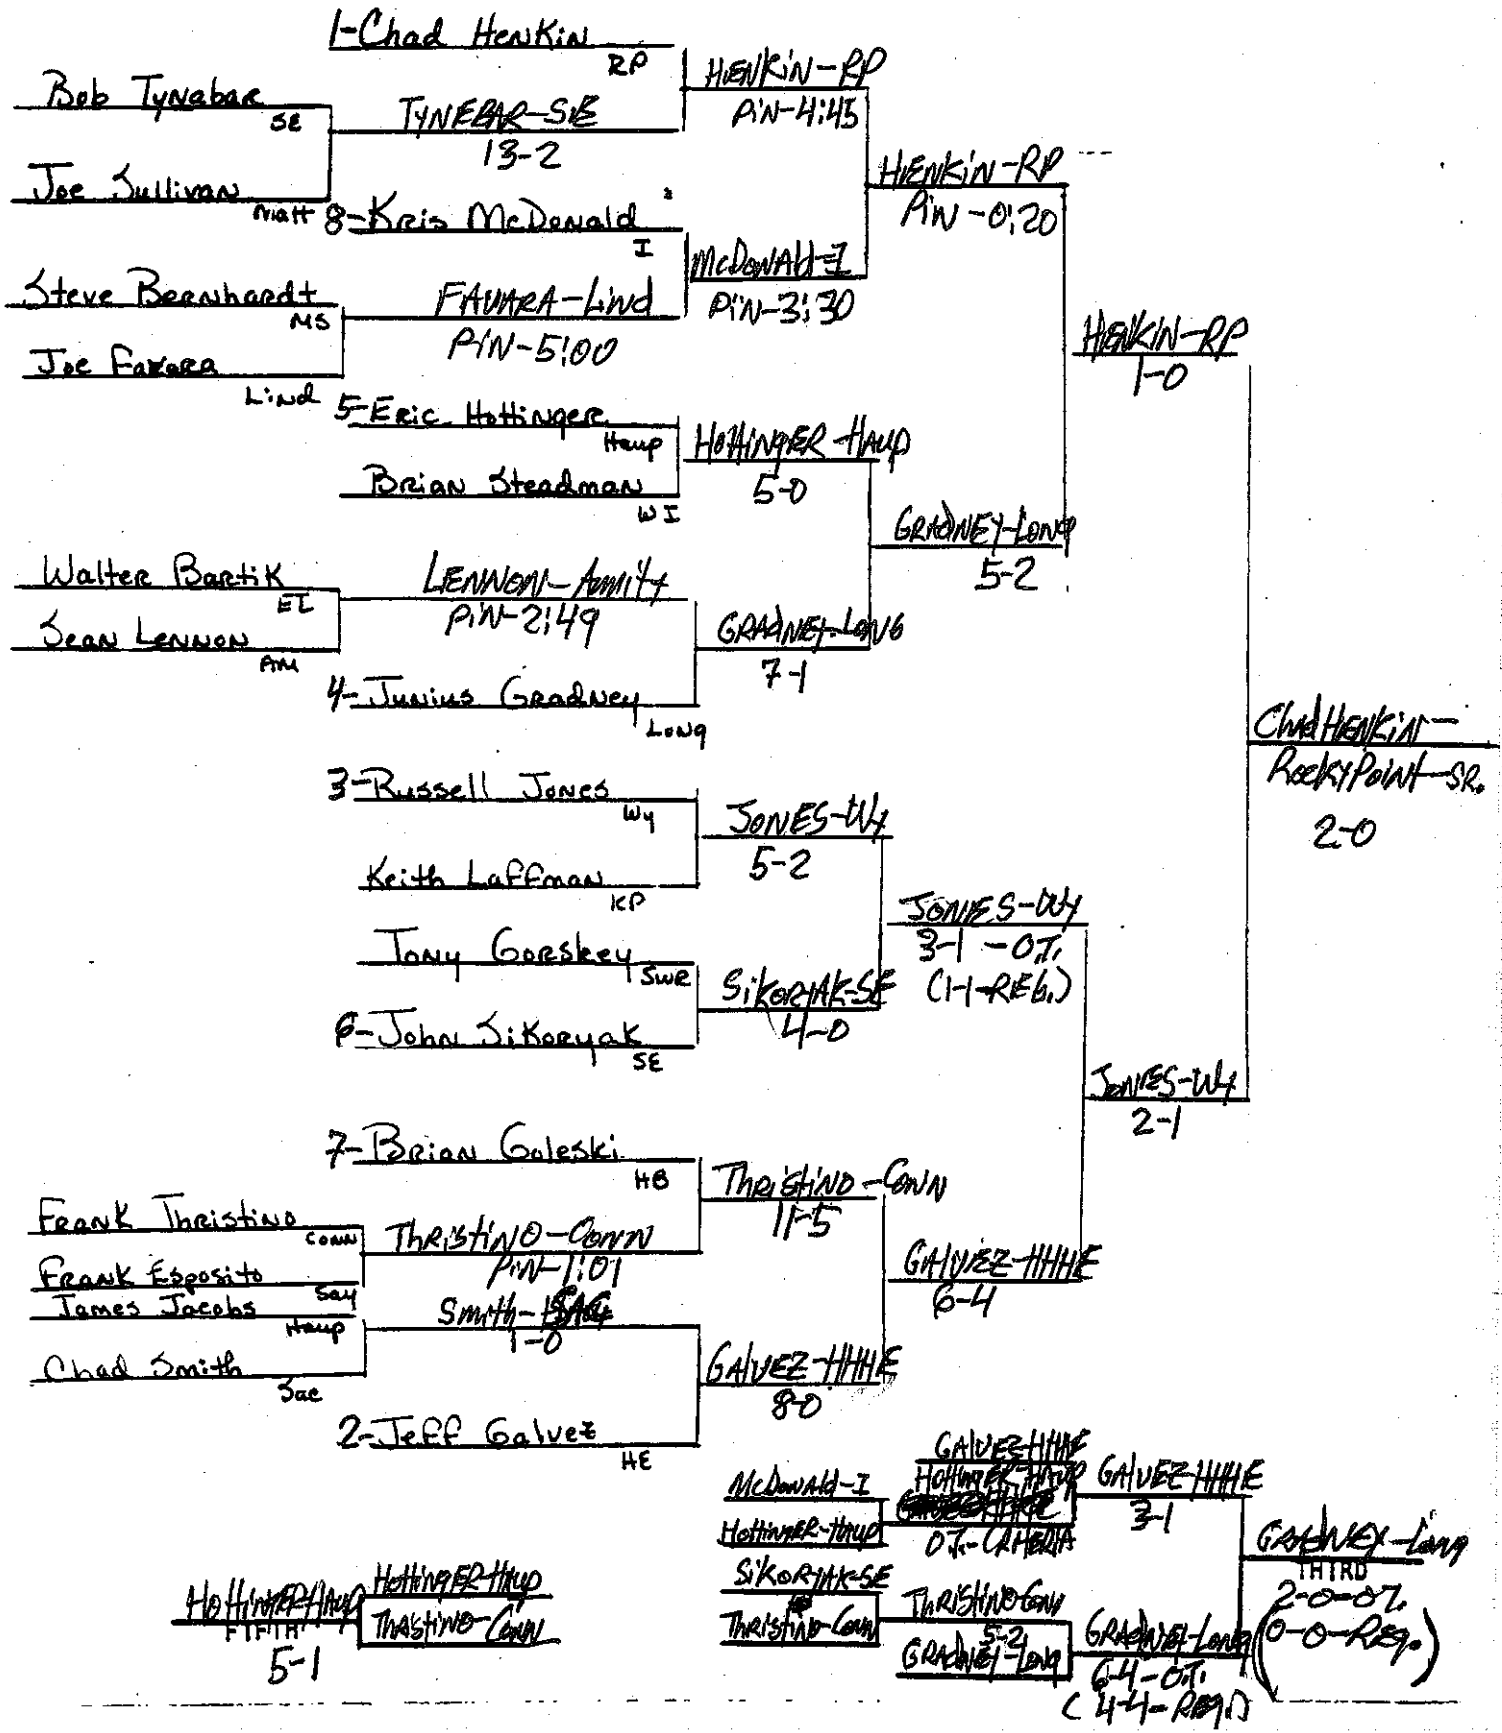 1-Chad Henkin
RP
Bob Tynabar
SE
Joe Sullivan
Matt
TYNEBAR-SE
13-2
HENKIN-RP
PIN-4:45
8-Kris McDonald
I
Steve Bernhardt
MS
Joe Favara
Lind
FAVARA-Lind
PIN-5:00
McDONALD-I
PIN-3:30
HENKIN-RP
PIN-0:20
5-Eric Hottinger
Haup
Brian Steadman
WI
HOTTINGER-HAUP
5-0
Walter Bartik
EI
Sean Lennon
AM
LENNON-Amity
PIN-2:49
4-Junius Gradney
Long
GRADNEY-LONG
7-1
GRADNEY-LONG
5-2
HENKIN-RP
1-0
3-Russell Jones
Wy
Keith Laffman
KP
JONES-Wy
5-2
Tony Gorskey
SWR
6-John Sikoryak
SE
SIKORYAK-SE
4-0
JONES-Wy
3-1-O.T.
(1-1-REG.)
7-Brian Goleski
HB
Frank Thristino
CONN
Frank Esposito
Say
THRISTINO-CONN
PIN-1:01
THRISTINO-CONN
11-5
James Jacobs
Haup
Chad Smith
Sac
Smith-SAC
1-0
2-Jeff Galvez
HE
GALVEZ-HHHE
8-0
GALVEZ-HHHE
6-4
JONES-Wy
2-1
Chad HENKIN-
ROCKY POINT-SR.
2-0
McDONALD-I
HOTTINGER-HAUP
GALVEZ-HHHE
HOTTINGER-HAUP
O.T.-CRITERIA
GALVEZ-HHHE
3-1
SIKORYAK-SE
THRISTINO-CONN
THRISTINO-CONN
5-2
GRADNEY-LONG
GRADNEY-LONG
6-4-O.T.
(4-4-REG.)
GRADNEY-Long
THIRD
2-0-O.T.
(0-0-REG.)
HOTTINGER-HAUP
THRISTINO-CONN
HOTTINGER-HAUP
FIFTH
5-1